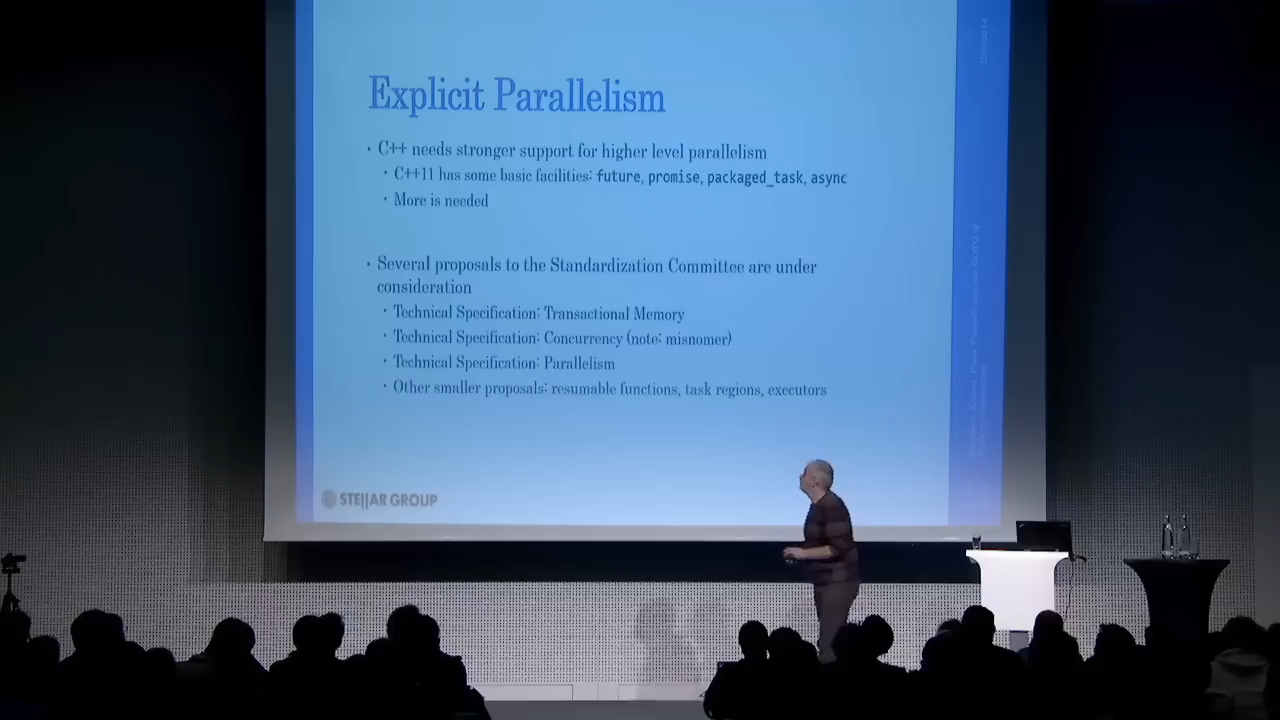 Explicit Parallelism
• C++ needs stronger support for higher level parallelism
• C++11 has some basic facilities: future, promise, packaged_task, async
• More is needed
• Several proposals to the Standardization Committee are under
consideration
• Technical Specification: Transactional Memory
• Technical Specification: Concurrency (note: misnomer)
• Technical Specification: Parallelism
• Other smaller proposals: resumable functions, task regions, executors
STE||AR GROUP